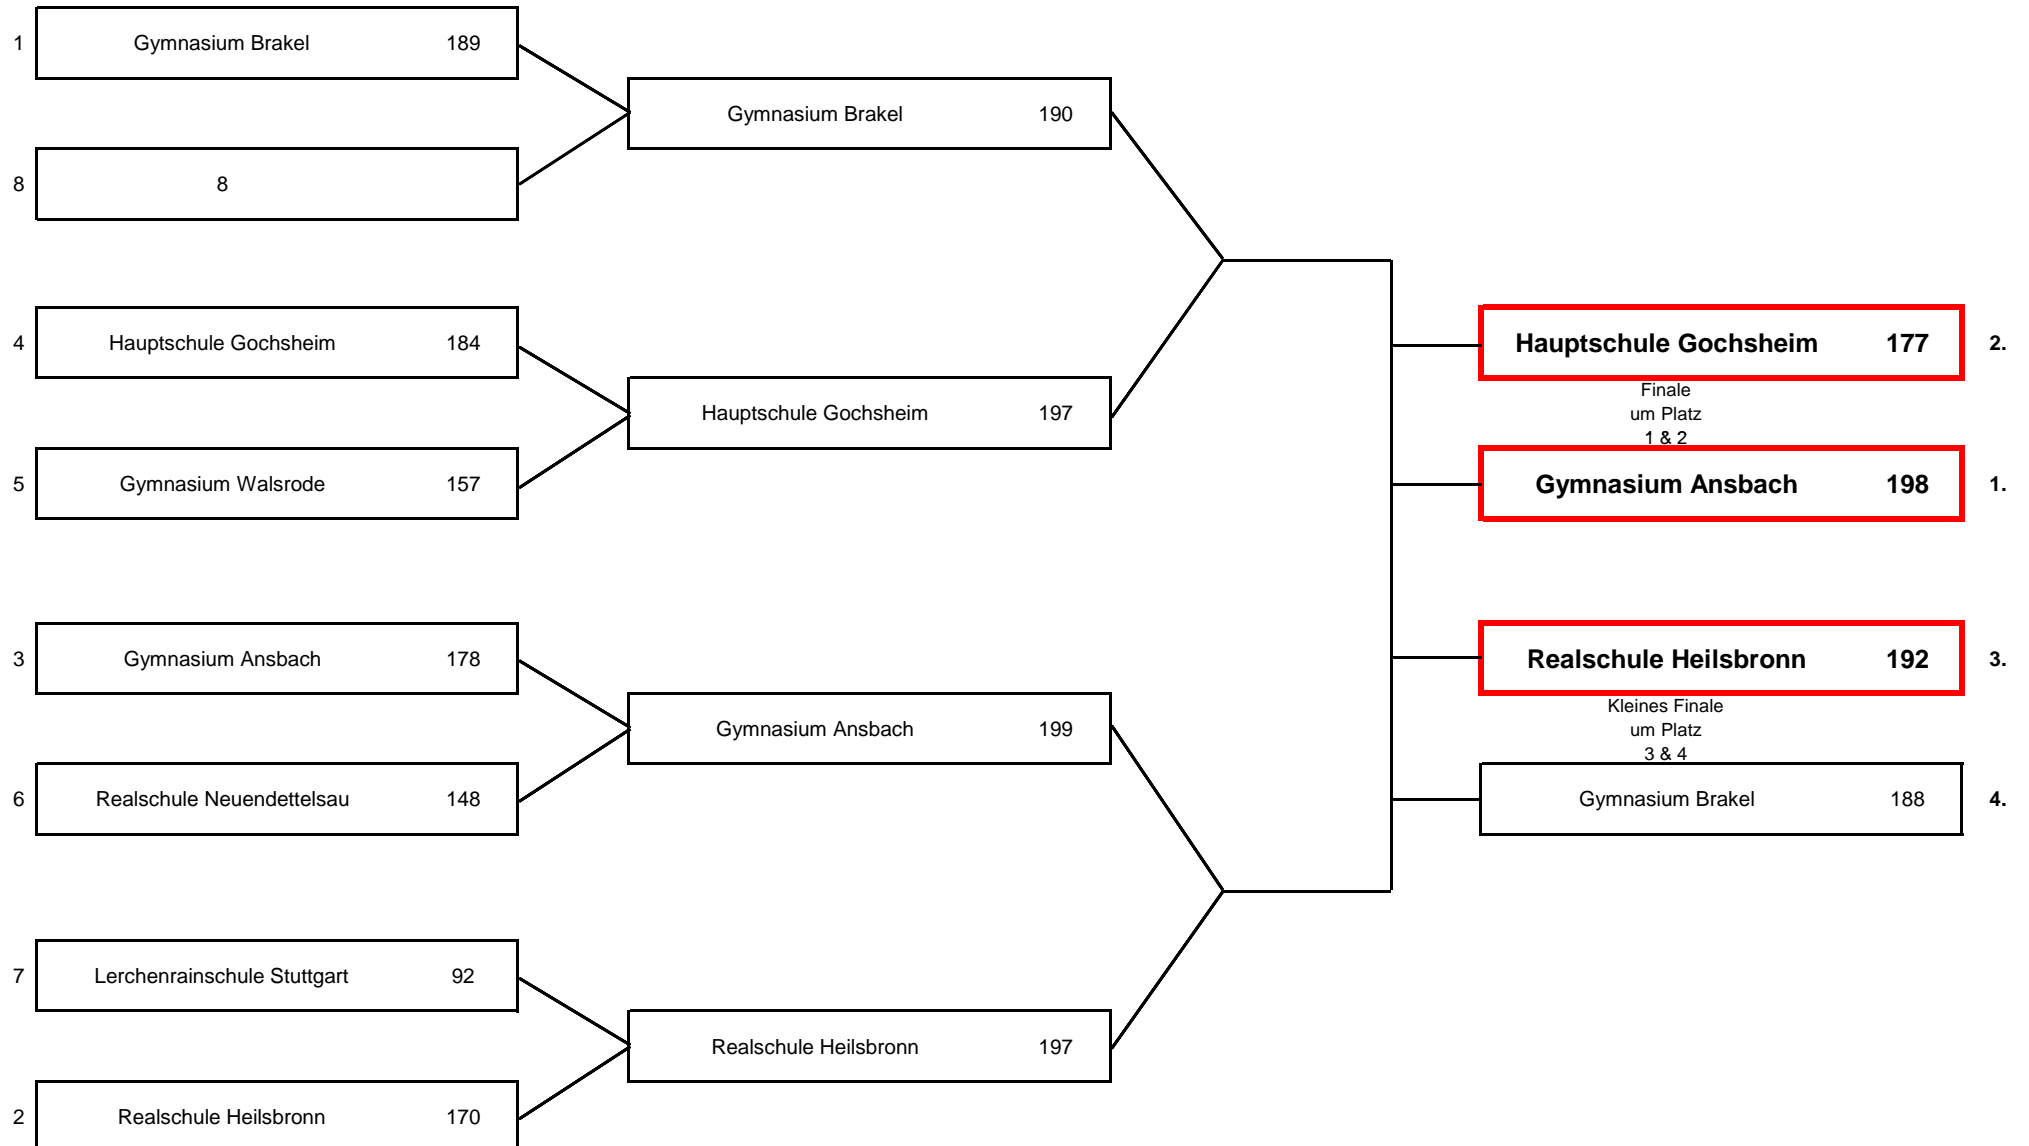 1 Gymnasium Brakel 189
Gymnasium Brakel 190
8 8
4 Hauptschule Gochsheim 184
Hauptschule Gochsheim 177 2.
Finale
um Platz
1 & 2
Hauptschule Gochsheim 197
5 Gymnasium Walsrode 157
Gymnasium Ansbach 198 1.
3 Gymnasium Ansbach 178
Realschule Heilsbronn 192 3.
Kleines Finale
um Platz
3 & 4
Gymnasium Ansbach 199
6 Realschule Neuendettelsau 148
Gymnasium Brakel 188 4.
7 Lerchenrainschule Stuttgart 92
Realschule Heilsbronn 197
2 Realschule Heilsbronn 170